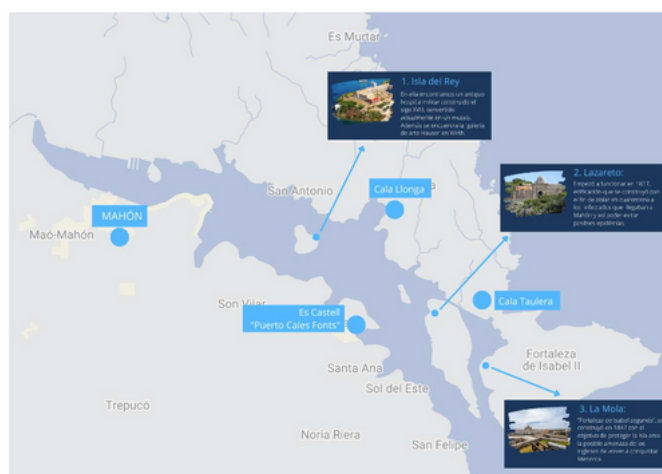 Es Murtar
1. Isla del Rey
En ella encontramos un antiguo
hospital militar construido el
siglo XVIII, convertido
actualmente en un museo.
Además se encuentra la galería
de arte Hauser en Wirth.
San Antonio
Cala Llonga
2. Lazareto:
Empezó a funcionar en 1817,
edificación que se construyó con
el fin de aislar en cuarentena a
los infectados que llegaban a
Mahón y así poder evitar
posibles epidemias.
MAHÓN
Maó-Mahón
Son Vilar
Es Castell
"Puerto Cales Fonts"
Cala Taulera
Santa Ana
Sol del Este
Fortaleza
de Isabel II
Trepucó
Noria Riera
San Felipe
3. La Mola:
"Fortaleza de Isabel segunda", se
construyó en 1847 con el
objetivo de proteger la isla ante
la posible amenaza de los
ingleses de volver a conquistar
Menorca.